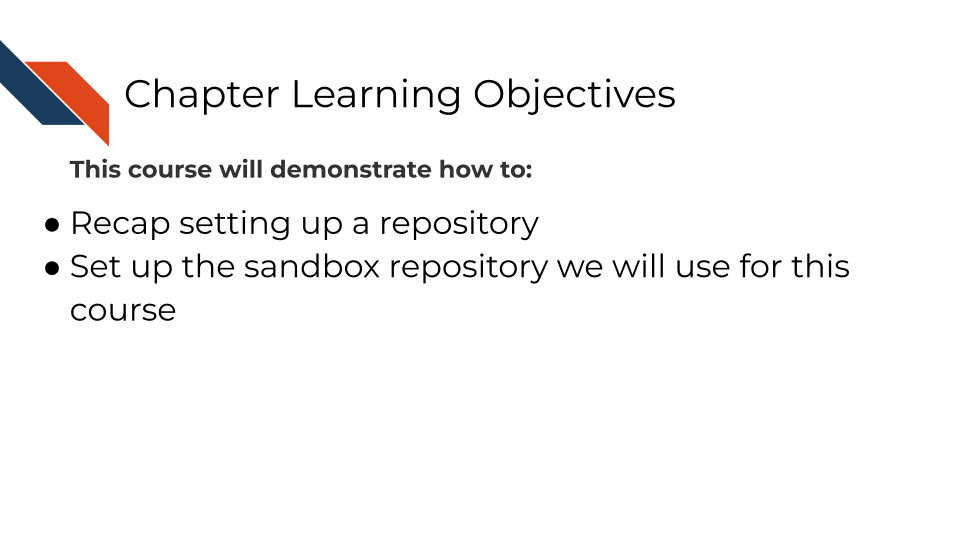 Chapter Learning Objectives
This course will demonstrate how to:
● Recap setting up a repository
● Set up the sandbox repository we will use for this
course